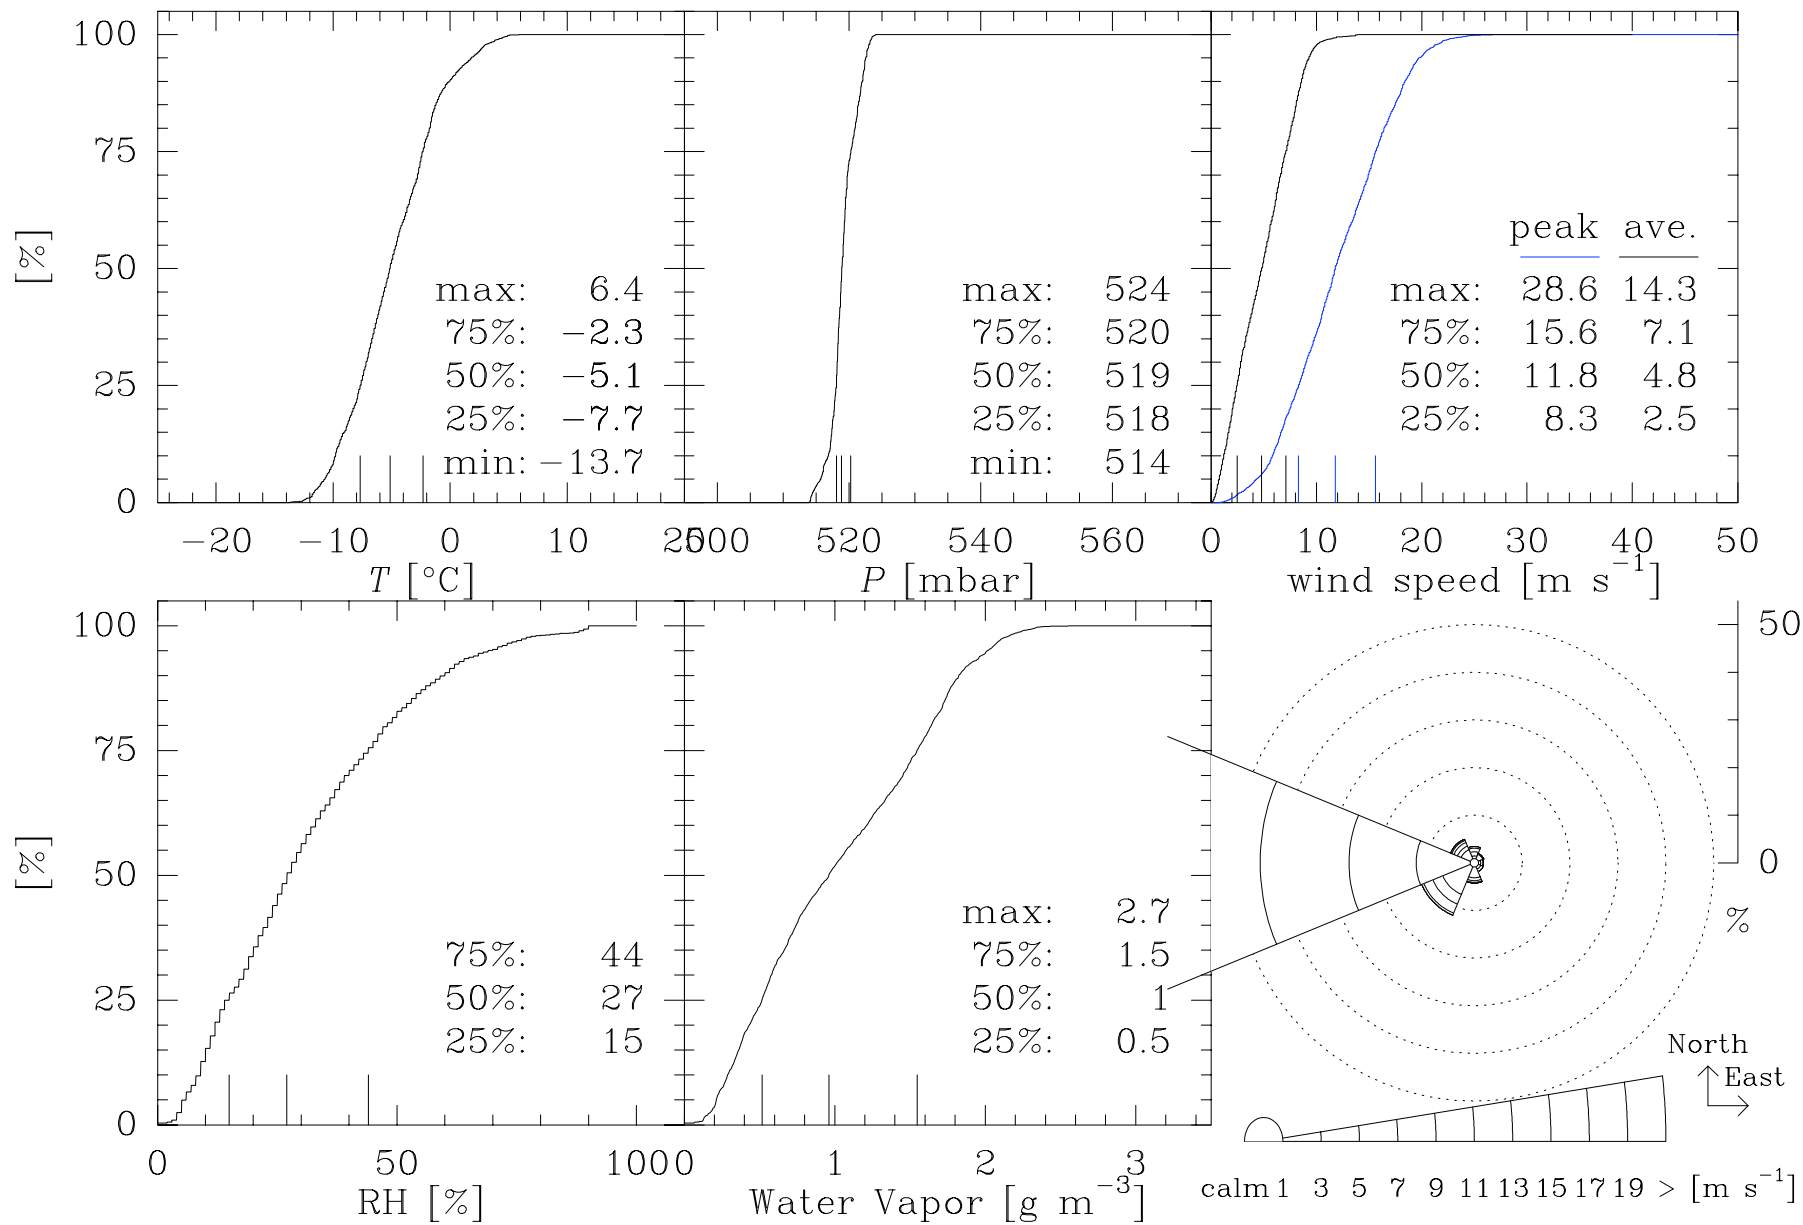 100
75
50
25
0
[%]
max: 6.4
75%: −2.3
50%: −5.1
25%: −7.7
min: −13.7
−20 −10 0 10 20
T [°C]
max: 524
75%: 520
50%: 519
25%: 518
min: 514
500 520 540 560
P [mbar]
peak ave.
max: 28.6 14.3
75%: 15.6 7.1
50%: 11.8 4.8
25%: 8.3 2.5
0 10 20 30 40 50
wind speed [m s−1]
100
75
50
25
0
[%]
75%: 44
50%: 27
25%: 15
0 50 100
RH [%]
max: 2.7
75%: 1.5
50%: 1
25%: 0.5
0 1 2 3
Water Vapor [g m−3]
50
0
%
North
East
calm 1 3 5 7 9 11 13 15 17 19 > [m s−1]